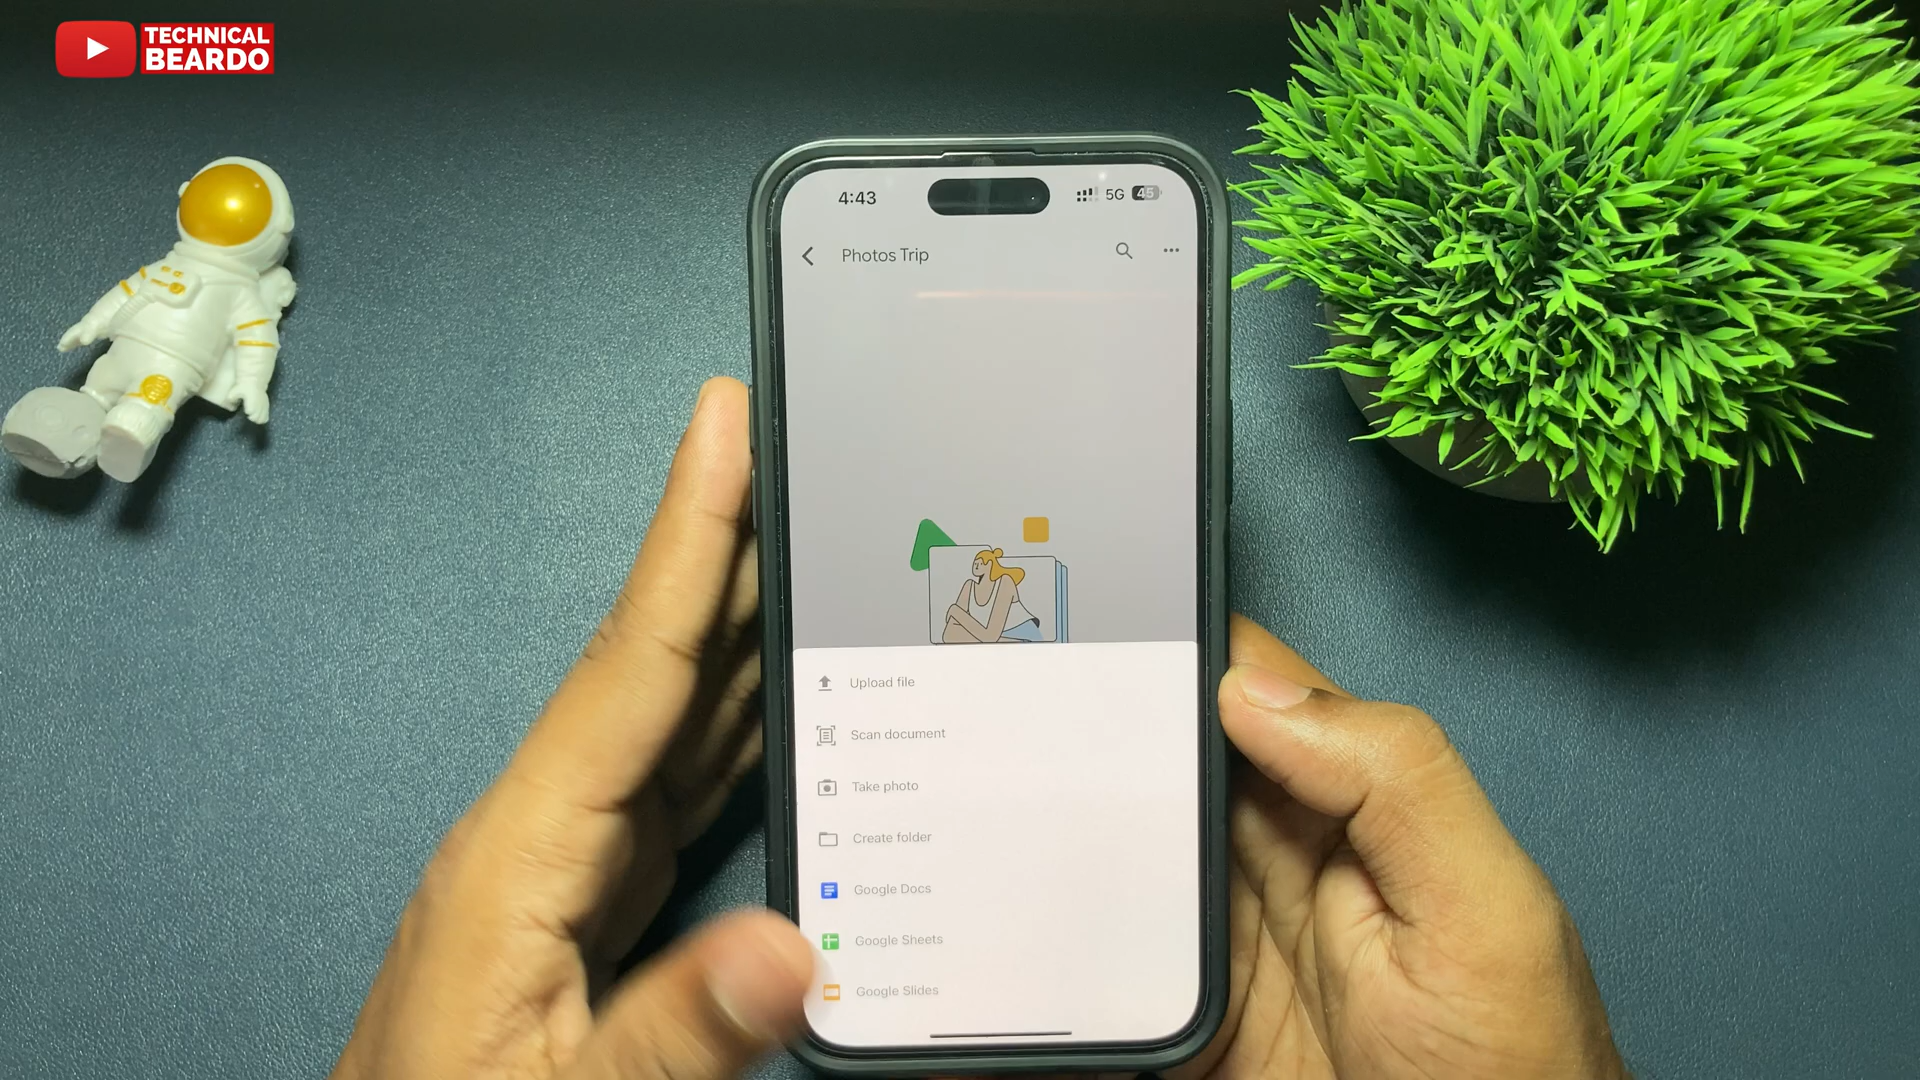 TECHNICAL
BEARDO
4:43
5G 45
Photos Trip
Upload file
Scan document
Take photo
Create folder
Google Docs
Google Sheets
Google Slides